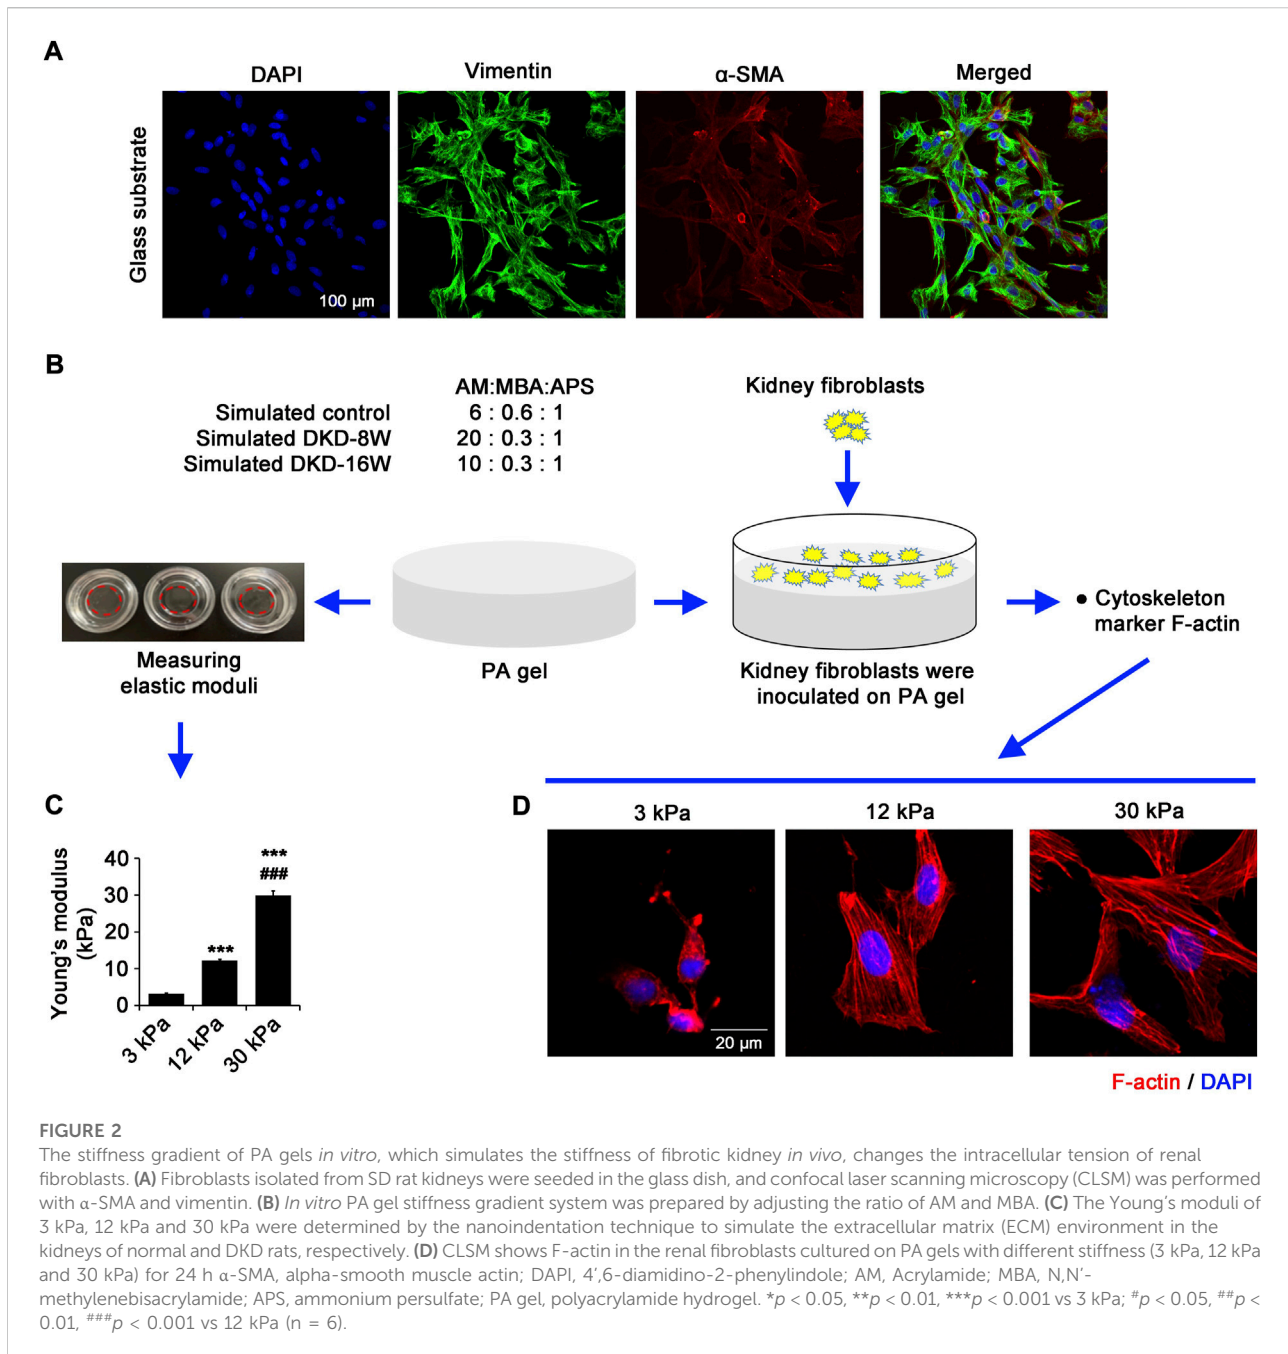 A
DAPI
Vimentin
α-SMA
Merged
Glass substrate
100 µm
B
AM:MBA:APS
Simulated control 6 : 0.6 : 1
Simulated DKD-8W 20 : 0.3 : 1
Simulated DKD-16W 10 : 0.3 : 1
Kidney fibroblasts
Measuring
elastic moduli
PA gel
Kidney fibroblasts were
inoculated on PA gel
• Cytoskeleton
marker F-actin
C
Young's modulus
(kPa)
40
30
20
10
0
***
***
###
3 kPa
12 kPa
30 kPa
D
3 kPa
12 kPa
30 kPa
20 µm
F-actin / DAPI
FIGURE 2
The stiffness gradient of PA gels in vitro, which simulates the stiffness of fibrotic kidney in vivo, changes the intracellular tension of renal
fibroblasts. (A) Fibroblasts isolated from SD rat kidneys were seeded in the glass dish, and confocal laser scanning microscopy (CLSM) was performed
with α-SMA and vimentin. (B) In vitro PA gel stiffness gradient system was prepared by adjusting the ratio of AM and MBA. (C) The Young's moduli of
3 kPa, 12 kPa and 30 kPa were determined by the nanoindentation technique to simulate the extracellular matrix (ECM) environment in the
kidneys of normal and DKD rats, respectively. (D) CLSM shows F-actin in the renal fibroblasts cultured on PA gels with different stiffness (3 kPa, 12 kPa
and 30 kPa) for 24 h α-SMA, alpha-smooth muscle actin; DAPI, 4′,6-diamidino-2-phenylindole; AM, Acrylamide; MBA, N,N′-
methylenebisacrylamide; APS, ammonium persulfate; PA gel, polyacrylamide hydrogel. *p < 0.05, **p < 0.01, ***p < 0.001 vs 3 kPa; #p < 0.05, ##p <
0.01, ###p < 0.001 vs 12 kPa (n = 6).